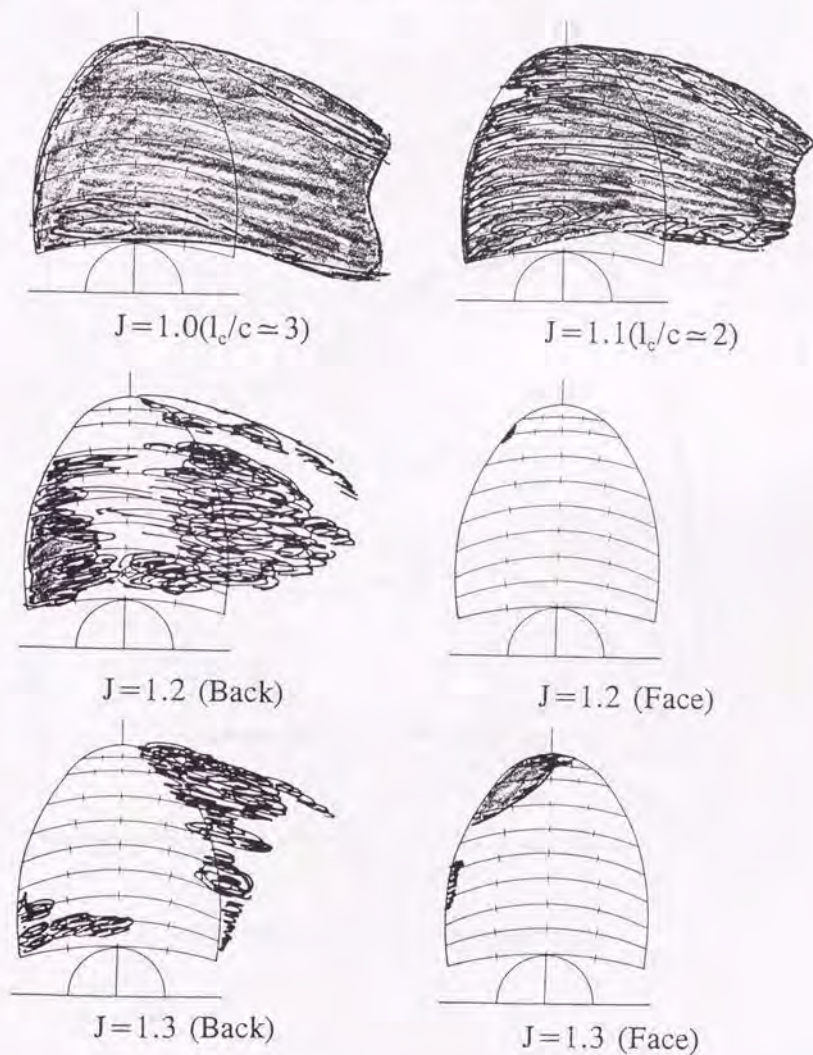 J=1.0(l_c/c≃3)
J=1.1(l_c/c≃2)
J=1.2 (Back)
J=1.2 (Face)
J=1.3 (Back)
J=1.3 (Face)